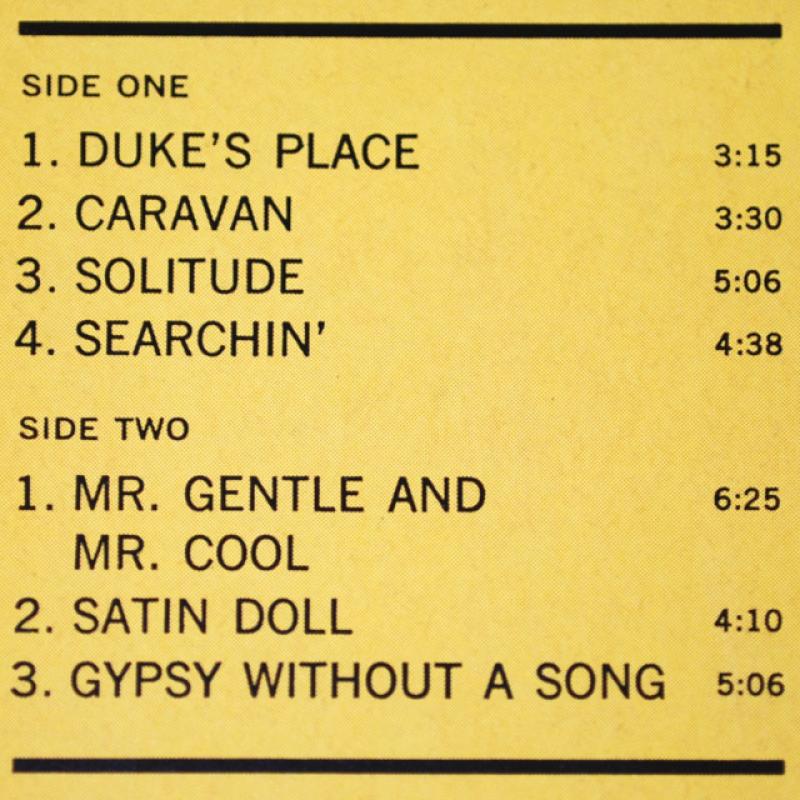 SIDE ONE
1. DUKE'S PLACE 3:15
2. CARAVAN 3:30
3. SOLITUDE 5:06
4. SEARCHIN' 4:38
SIDE TWO
1. MR. GENTLE AND 6:25
MR. COOL
2. SATIN DOLL 4:10
3. GYPSY WITHOUT A SONG 5:06